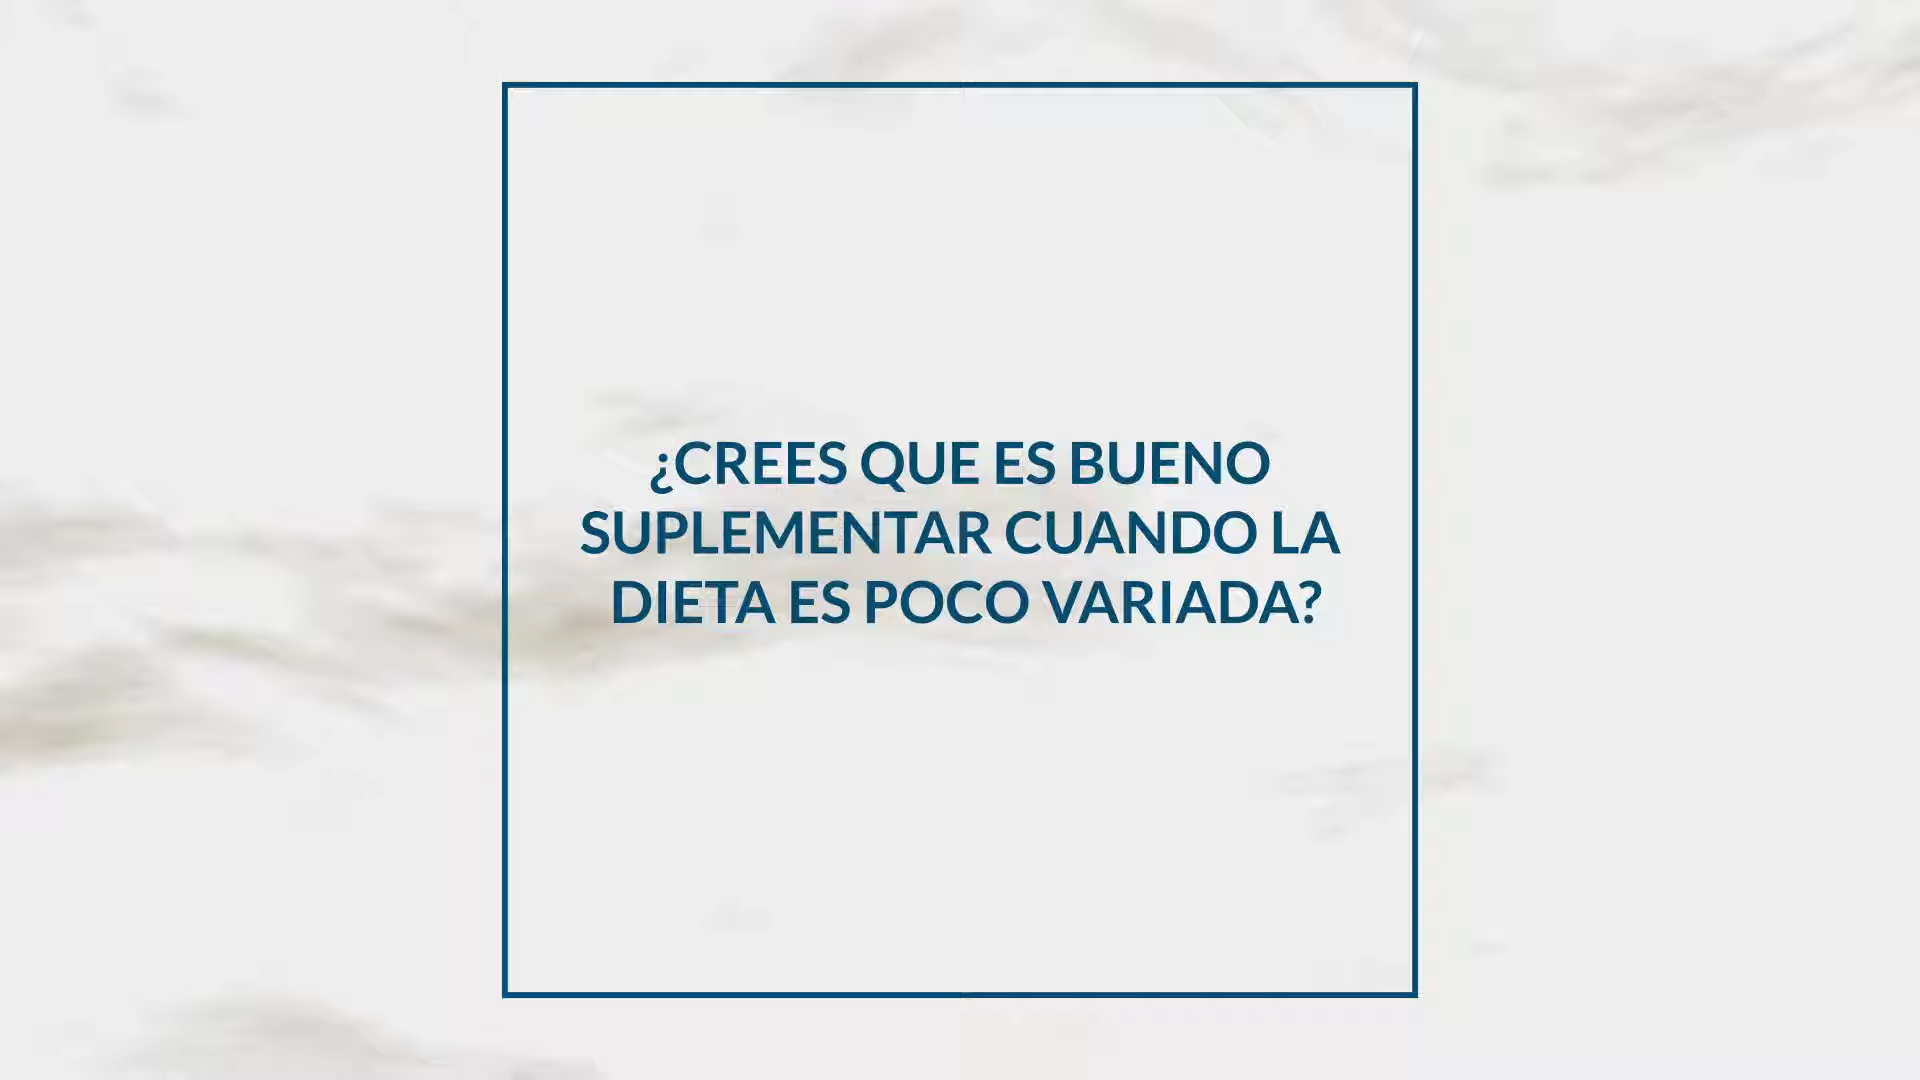 ¿CREES QUE ES BUENO
SUPLEMENTAR CUANDO LA
DIETA ES POCO VARIADA?